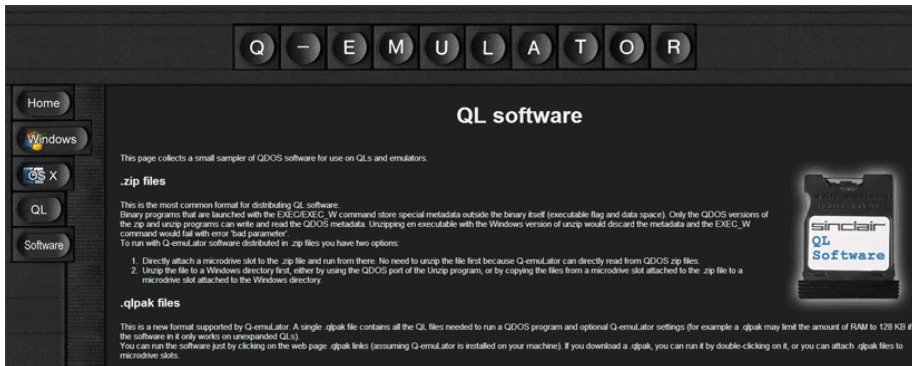 Q - E M U L A T O R
Home
Windows
OS X
QL
Software
QL software
This page collects a small sampler of QDOS software for use on QLs and emulators.
.zip files
This is the most common format for distributing QL software.
Binary programs that are launched with the EXEC/EXEC_W command store special metadata outside the binary itself (executable flag and data space). Only the QDOS versions of
the zip and unzip programs can write and read the QDOS metadata. Unzipping en executable with the Windows version of unzip would discard the metadata and the EXEC_W
command would fail with error 'bad parameter'.
To run with Q-emuLator software distributed in .zip files you have two options:
1. Directly attach a microdrive slot to the .zip file and run from there. No need to unzip the file first because Q-emuLator can directly read from QDOS zip files.
2. Unzip the file to a Windows directory first, either by using the QDOS port of the Unzip program, or by copying the files from a microdrive slot attached to the .zip file to a
microdrive slot attached to the Windows directory.
sinclair
QL
Software
.qlpak files
This is a new format supported by Q-emuLator. A single .qlpak file contains all the QL files needed to run a QDOS program and optional Q-emuLator settings (for example a .qlpak may limit the amount of RAM to 128 KB if
the software in it only works on unexpanded QLs).
You can run the software just by clicking on the web page .qlpak links (assuming Q-emuLator is installed on your machine). If you download a .qlpak, you can run it by double-clicking on it, or you can attach .qlpak files to
microdrive slots.